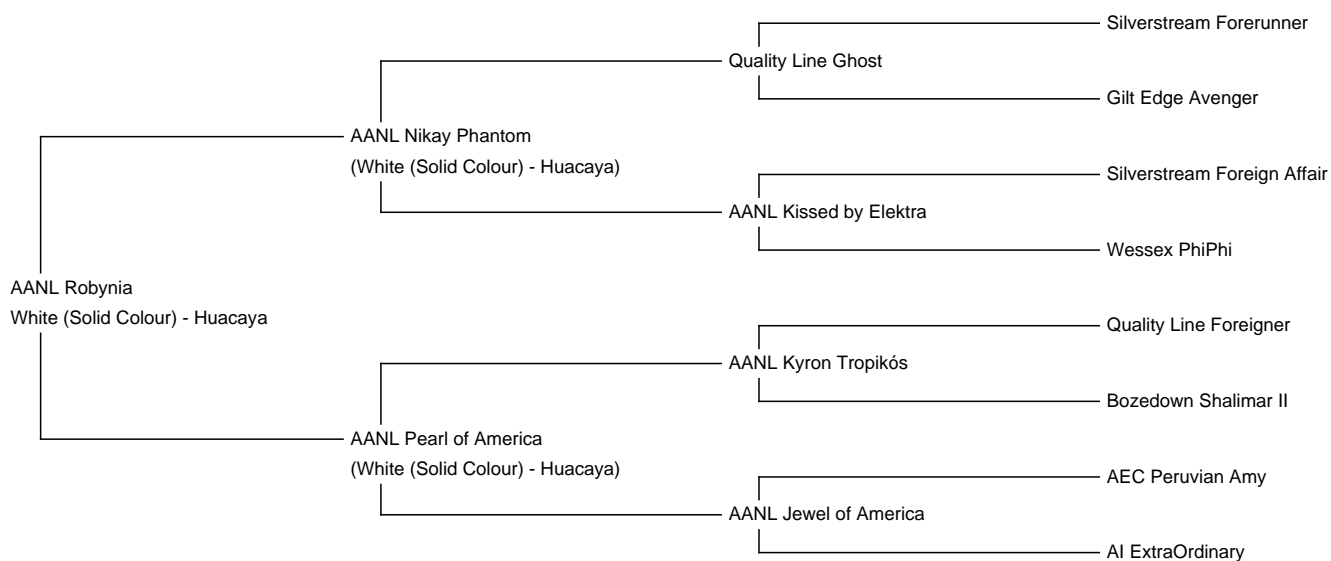 Silverstream Forerunner
Quality Line Ghost
Gilt Edge Avenger
AANL Nikay Phantom
(White (Solid Colour) - Huacaya)
Silverstream Foreign Affair
AANL Kissed by Elektra
Wessex PhiPhi
AANL Robynia
White (Solid Colour) - Huacaya
Quality Line Foreigner
AANL Kyron Tropikós
Bozedown Shalimar II
AANL Pearl of America
(White (Solid Colour) - Huacaya)
AEC Peruvian Amy
AANL Jewel of America
AI ExtraOrdinary